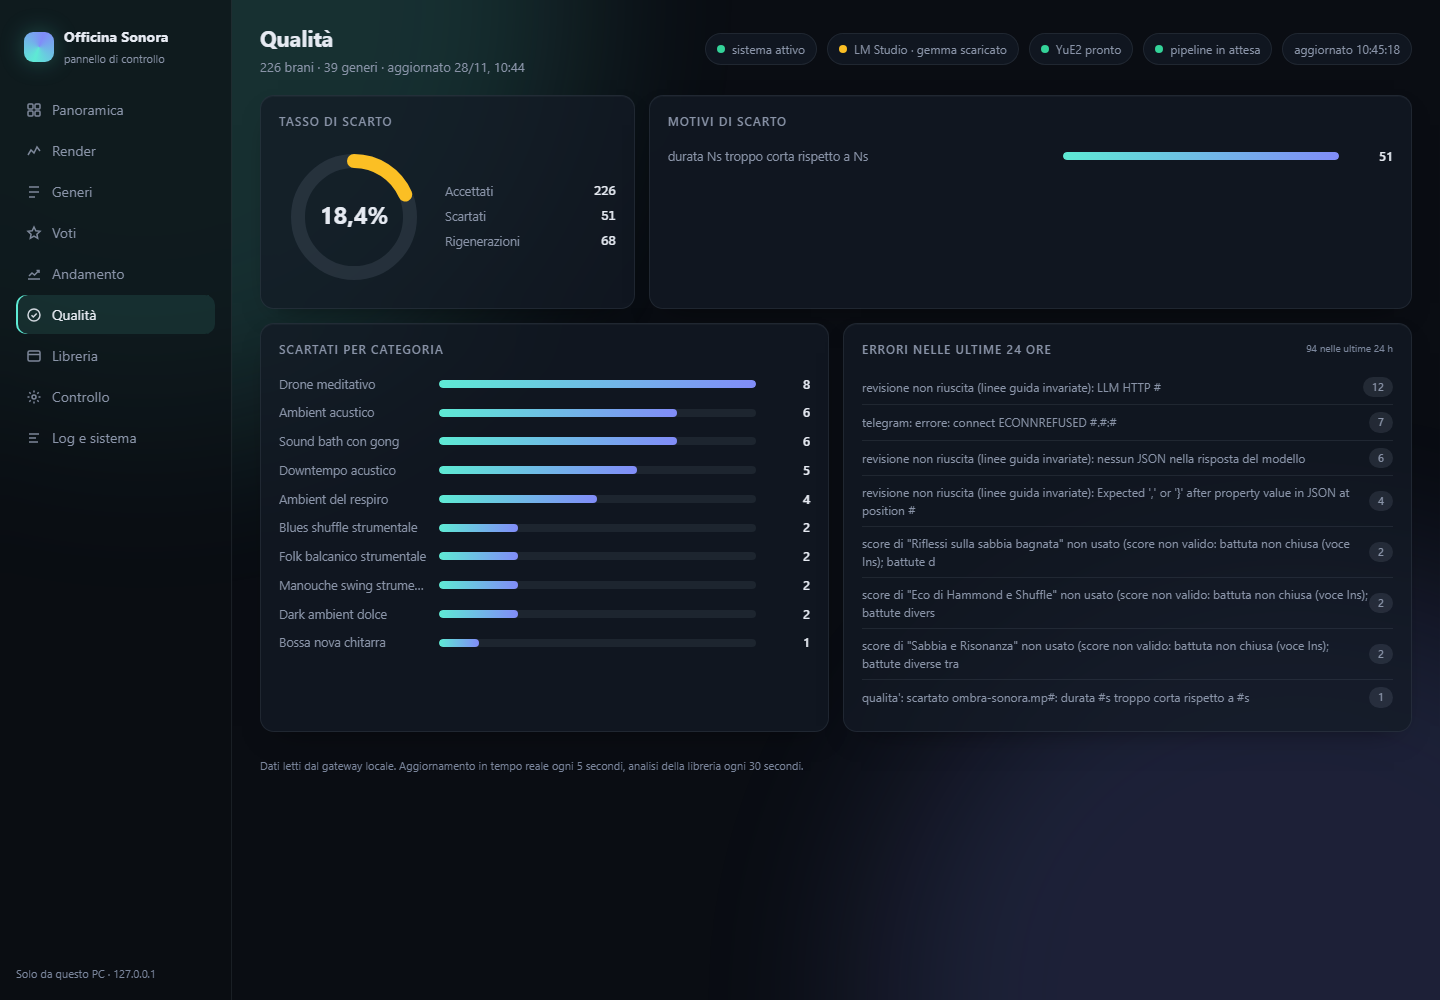 Officina Sonora
pannello di controllo
Panoramica
Render
Generi
Voti
Andamento
Qualità
Libreria
Controllo
Log e sistema
Solo da questo PC · 127.0.0.1
Qualità
226 brani · 39 generi · aggiornato 28/11, 10:44
sistema attivo
LM Studio · gemma scaricato
YuE2 pronto
pipeline in attesa
aggiornato 10:45:18
TASSO DI SCARTO
18,4%
Accettati 226
Scartati 51
Rigenerazioni 68
MOTIVI DI SCARTO
durata Ns troppo corta rispetto a Ns 51
SCARTATI PER CATEGORIA
Drone meditativo 8
Ambient acustico 6
Sound bath con gong 6
Downtempo acustico 5
Ambient del respiro 4
Blues shuffle strumentale 2
Folk balcanico strumentale 2
Manouche swing strume... 2
Dark ambient dolce 2
Bossa nova chitarra 1
ERRORI NELLE ULTIME 24 ORE
94 nelle ultime 24 h
revisione non riuscita (linee guida invariate): LLM HTTP # 12
telegram: errore: connect ECONNREFUSED #.#:# 7
revisione non riuscita (linee guida invariate): nessun JSON nella risposta del modello 6
revisione non riuscita (linee guida invariate): Expected ',' or '}' after property value in JSON at
position # 4
score di "Riflessi sulla sabbia bagnata" non usato (score non valido: battuta non chiusa (voce
Ins); battute d 2
score di "Eco di Hammond e Shuffle" non usato (score non valido: battuta non chiusa (voce Ins);
battute divers 2
score di "Sabbia e Risonanza" non usato (score non valido: battuta non chiusa (voce Ins);
battute diverse tra 2
qualita': scartato ombra-sonora.mp#: durata #s troppo corta rispetto a #s 1
Dati letti dal gateway locale. Aggiornamento in tempo reale ogni 5 secondi, analisi della libreria ogni 30 secondi.